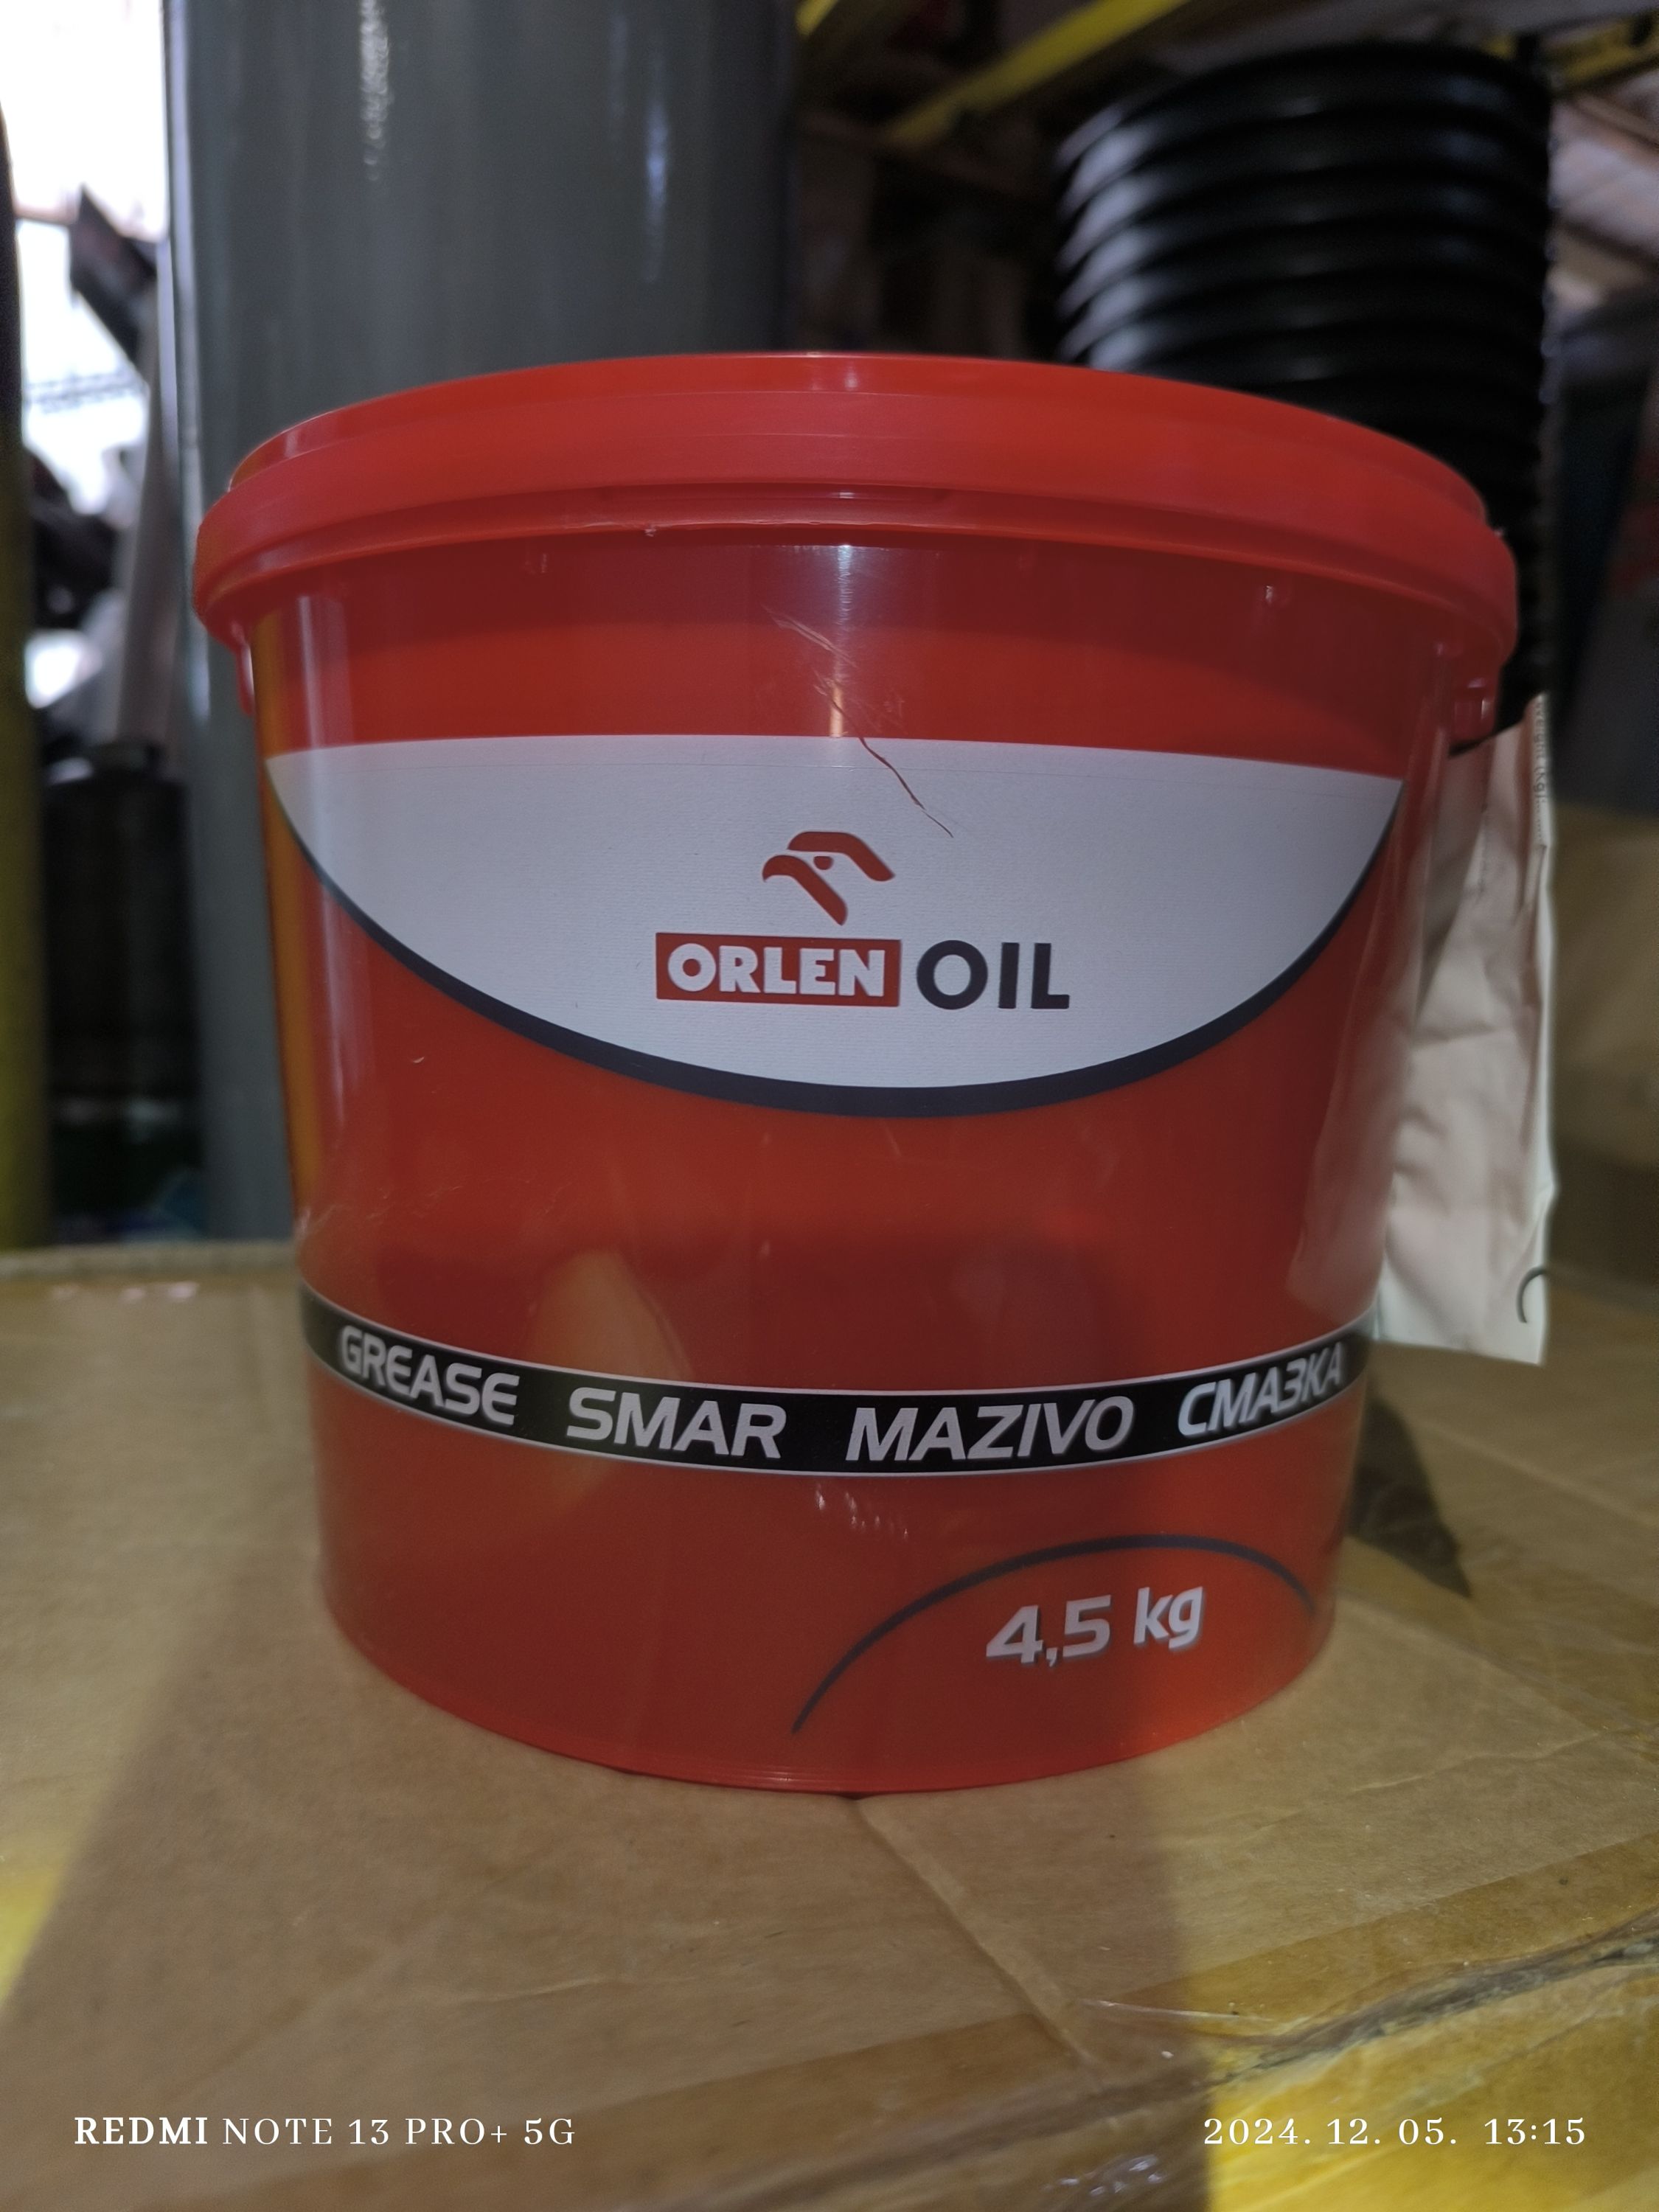 ORLEN OIL
GREASE SMAR MAZIVO СМАЗКА
4,5 kg
REDMI NOTE 13 PRO+ 5G
2024. 12. 05. 13:15